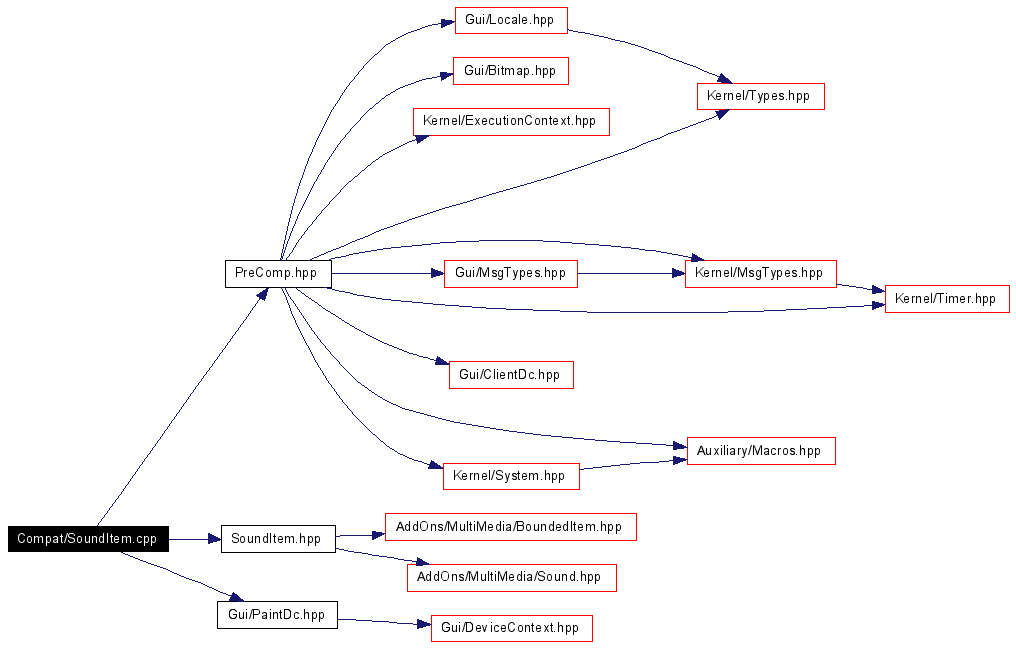 Gui/Locale.hpp
Gui/Bitmap.hpp
Kernel/Types.hpp
Kernel/ExecutionContext.hpp
PreComp.hpp
Gui/MsgTypes.hpp
Kernel/MsgTypes.hpp
Kernel/Timer.hpp
Gui/ClientDc.hpp
Auxiliary/Macros.hpp
Kernel/System.hpp
AddOns/MultiMedia/BoundedItem.hpp
Compat/SoundItem.cpp
SoundItem.hpp
AddOns/MultiMedia/Sound.hpp
Gui/PaintDc.hpp
Gui/DeviceContext.hpp